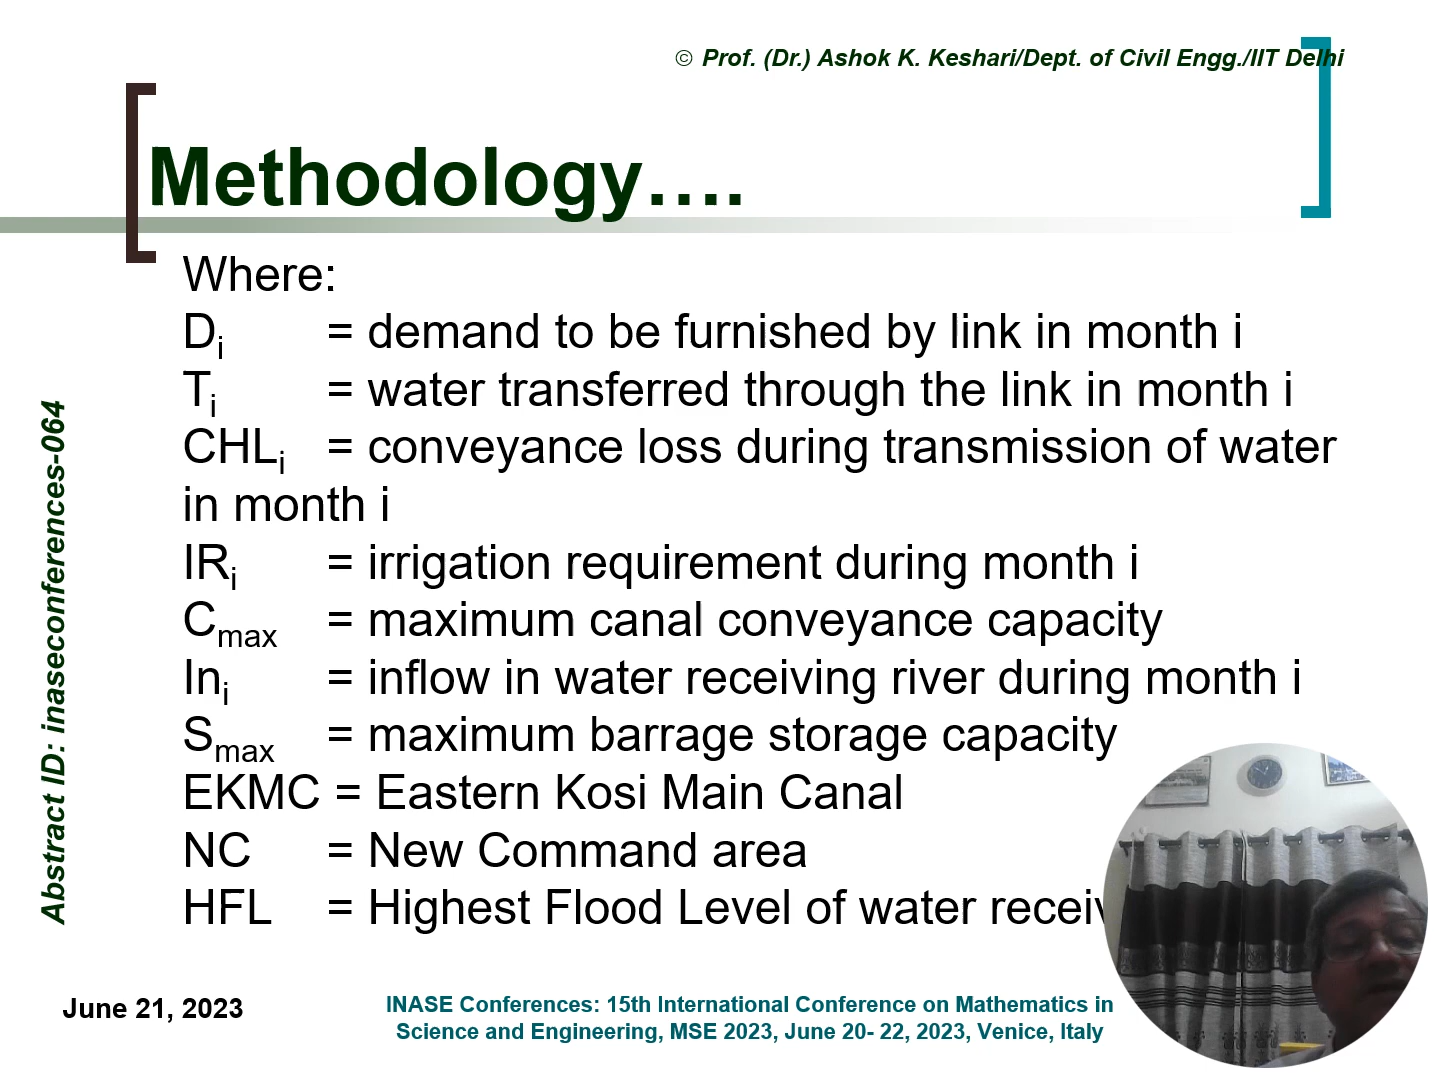 © Prof. (Dr.) Ashok K. Keshari/Dept. of Civil Engg./IIT Delhi
Methodology….
Where:
Di = demand to be furnished by link in month i
Ti = water transferred through the link in month i
CHLi = conveyance loss during transmission of water
in month i
IRi = irrigation requirement during month i
Cmax = maximum canal conveyance capacity
Ini = inflow in water receiving river during month i
Smax = maximum barrage storage capacity
EKMC = Eastern Kosi Main Canal
NC = New Command area
HFL = Highest Flood Level of water
Abstract ID: inaseconferences-064
June 21, 2023
INASE Conferences: 15th International Conference on Mathematics in
Science and Engineering, MSE 2023, June 20- 22, 2023, Venice, Italy